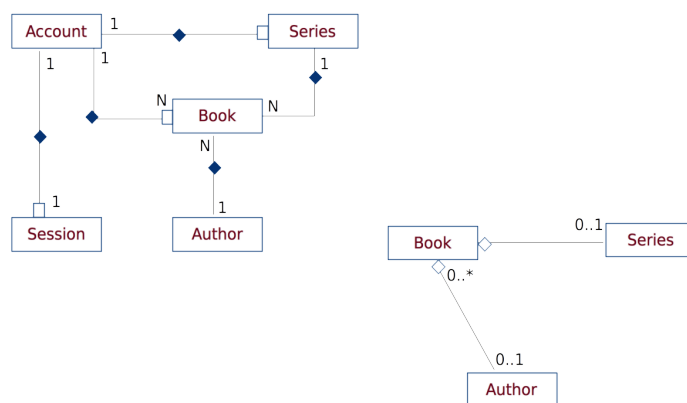 Account
1
Series
1
1
1
N
Book
N
N
1
1
Session
Author
Book
0..1
Series
0..*
0..1
Author